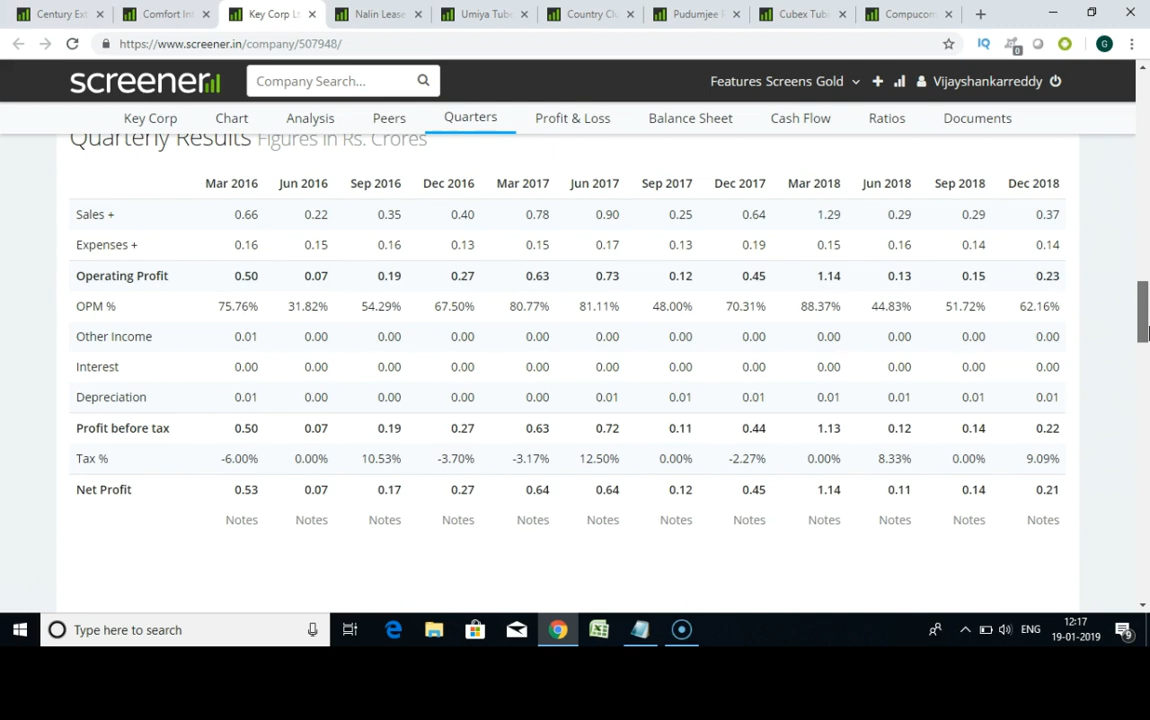 Century Ext
Comfort Int
Key Corp Lt
Nalin Lease
Umiya Tub
Country Cl
Pudumjee
Cubex Tub
Compucom
https://www.screener.in/company/507948/
G
screener
Company Search...
Features Screens Gold
Vijayshankarreddy
Key Corp Chart Analysis Peers Quarters Profit & Loss Balance Sheet Cash Flow Ratios Documents
Quarterly Results Figures in Rs. Crores
Mar 2016 Jun 2016 Sep 2016 Dec 2016 Mar 2017 Jun 2017 Sep 2017 Dec 2017 Mar 2018 Jun 2018 Sep 2018 Dec 2018
Sales + 0.66 0.22 0.35 0.40 0.78 0.90 0.25 0.64 1.29 0.29 0.29 0.37
Expenses + 0.16 0.15 0.16 0.13 0.15 0.17 0.13 0.19 0.15 0.16 0.14 0.14
Operating Profit 0.50 0.07 0.19 0.27 0.63 0.73 0.12 0.45 1.14 0.13 0.15 0.23
OPM % 75.76% 31.82% 54.29% 67.50% 80.77% 81.11% 48.00% 70.31% 88.37% 44.83% 51.72% 62.16%
Other Income 0.01 0.00 0.00 0.00 0.00 0.00 0.00 0.00 0.00 0.00 0.00 0.00
Interest 0.00 0.00 0.00 0.00 0.00 0.00 0.00 0.00 0.00 0.00 0.00 0.00
Depreciation 0.01 0.00 0.00 0.00 0.00 0.01 0.01 0.01 0.01 0.01 0.01 0.01
Profit before tax 0.50 0.07 0.19 0.27 0.63 0.72 0.11 0.44 1.13 0.12 0.14 0.22
Tax % -6.00% 0.00% 10.53% -3.70% -3.17% 12.50% 0.00% -2.27% 0.00% 8.33% 0.00% 9.09%
Net Profit 0.53 0.07 0.17 0.27 0.64 0.64 0.12 0.45 1.14 0.11 0.14 0.21
Notes Notes Notes Notes Notes Notes Notes Notes Notes Notes Notes Notes
Type here to search
ENG
12:17
19-01-2019